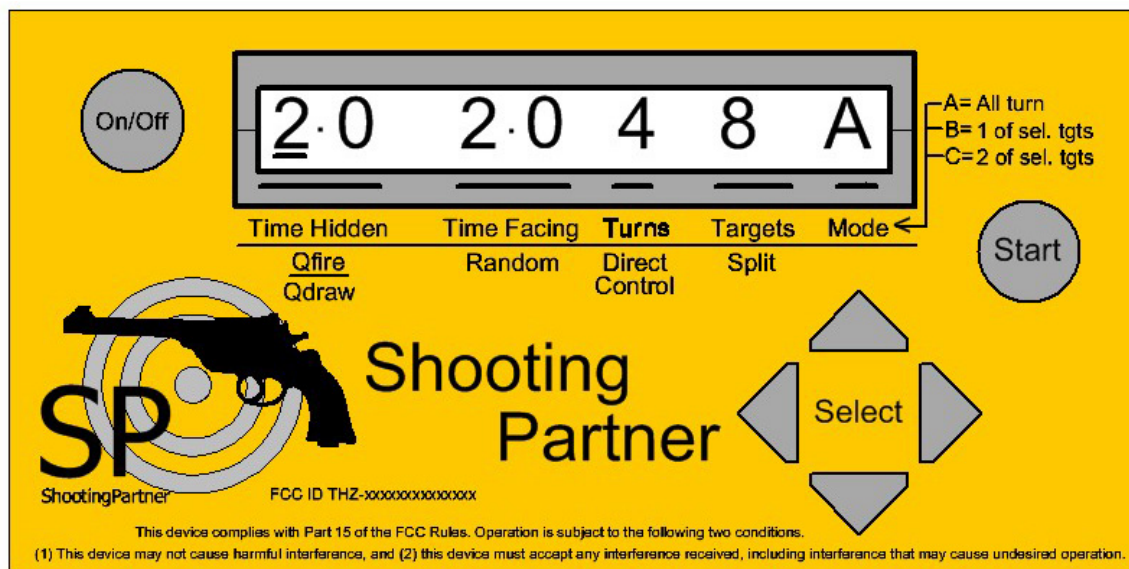 On/Off
2.0 2.0 4 8 A
A= All turn
B= 1 of sel. tgts
C= 2 of sel. tgts
Time Hidden Time Facing Turns Targets Mode
Qfire Random Direct Split
Qdraw Control
Start
Shooting
Partner
Select
SP
ShootingPartner
FCC ID THZ-xxxxxxxxxxxxxx
This device complies with Part 15 of the FCC Rules. Operation is subject to the following two conditions.
(1) This device may not cause harmful interference, and (2) this device must accept any interference received, including interference that may cause undesired operation.